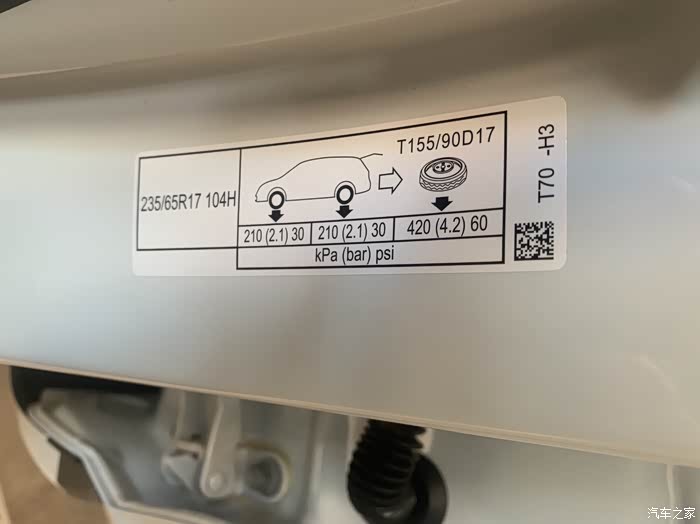 T155/90D17
235/65R17 104H
210 (2.1) 30
210 (2.1) 30
420 (4.2) 60
kPa (bar) psi
T70 -H3
汽车之家